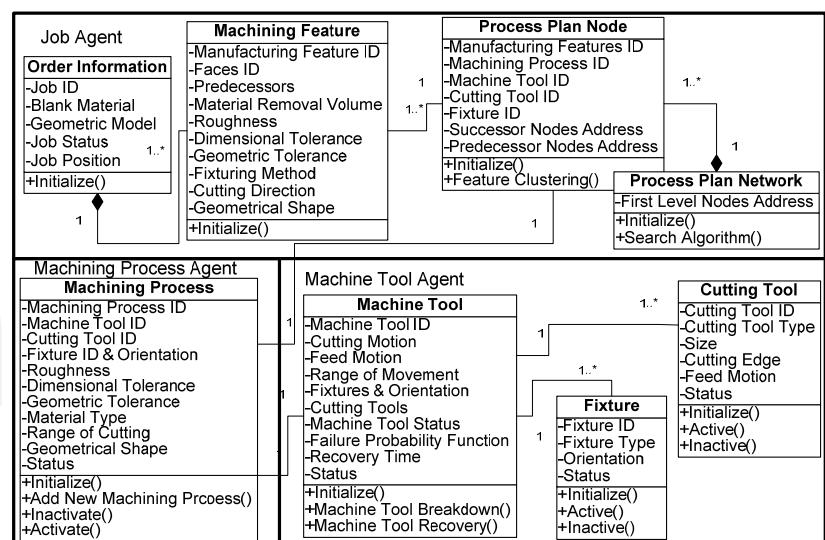 Job Agent
Order Information
-Job ID
-Blank Material
-Geometric Model
-Job Status
-Job Position
+Initialize()
1..*
1
Machining Feature
-Manufacturing Feature ID
-Faces ID
-Predecessors
-Material Removal Volume
-Roughness
-Dimensional Tolerance
-Geometric Tolerance
-Fixturing Method
-Cutting Direction
-Geometrical Shape
+Initialize()
1
1..*
Process Plan Node
-Manufacturing Features ID
-Machining Process ID
-Machine Tool ID
-Cutting Tool ID
-Fixture ID
-Successor Nodes Address
-Predecessor Nodes Address
+Initialize()
+Feature Clustering()
1..*
1
1
Process Plan Network
-First Level Nodes Address
+Initialize()
+Search Algorithm()
Machining Process Agent
Machining Process
-Machining Process ID
-Machine Tool ID
-Cutting Tool ID
-Fixture ID & Orientation
-Roughness
-Dimensional Tolerance
-Geometric Tolerance
-Material Type
-Range of Cutting
-Geometrical Shape
-Status
+Initialize()
+Add New Machining Prcoess()
+Inactivate()
+Activate()
1
1
Machine Tool Agent
Machine Tool
-Machine Tool ID
-Cutting Motion
-Feed Motion
-Range of Movement
-Fixtures & Orientation
-Cutting Tools
-Machine Tool Status
-Failure Probability Function
-Recovery Time
-Status
+Initialize()
+Machine Tool Breakdown()
+Machine Tool Recovery()
1
1..*
1..*
1
Fixture
-Fixture ID
-Fixture Type
-Orientation
-Status
+Initialize()
+Active()
+Inactive()
Cutting Tool
-Cutting Tool ID
-Cutting Tool Type
-Size
-Cutting Edge
-Feed Motion
-Status
+Initialize()
+Active()
+Inactive()